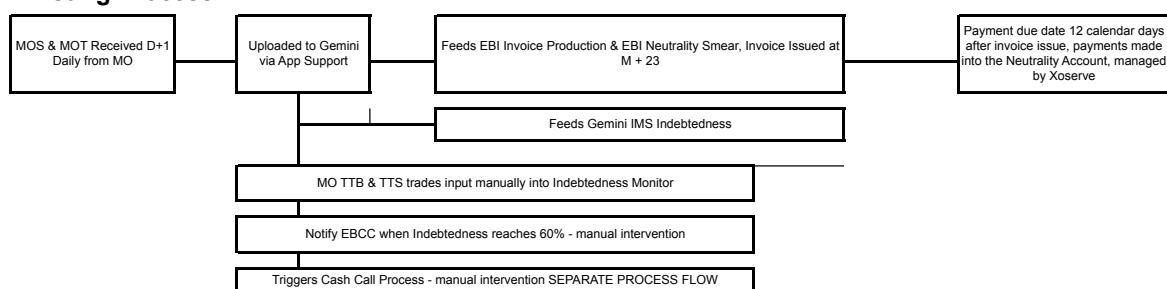 MOS & MOT Received D+1
Daily from MO
Uploaded to Gemini
via App Support
Feeds EBI Invoice Production & EBI Neutrality Smear, Invoice Issued at
M + 23
Payment due date 12 calendar days
after invoice issue, payments made
into the Neutrality Account, managed
by Xoserve
Feeds Gemini IMS Indebtedness
MO TTB & TTS trades input manually into Indebtedness Monitor
Notify EBCC when Indebtedness reaches 60% - manual intervention
Triggers Cash Call Process - manual intervention SEPARATE PROCESS FLOW